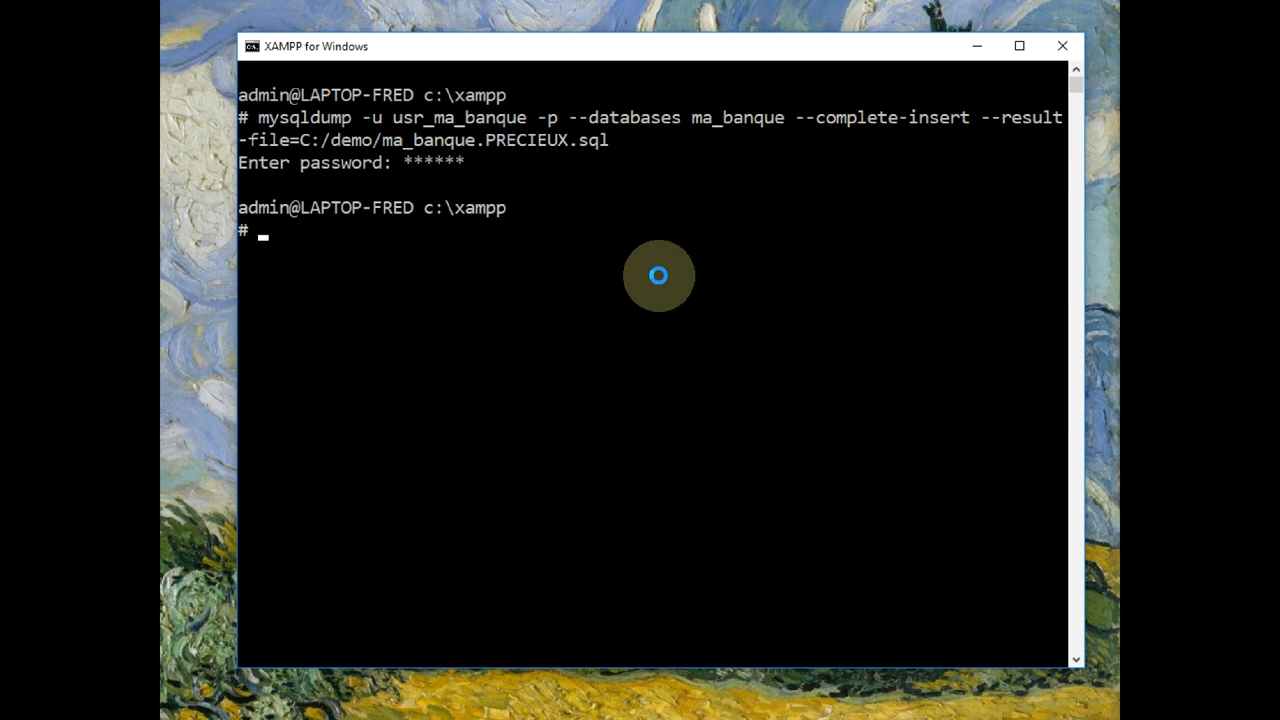 XAMPP for Windows
admin@LAPTOP-FRED c:\xampp
# mysqldump -u usr_ma_banque -p --databases ma_banque --complete-insert --result
-file=C:/demo/ma_banque.PRECIEUX.sql
Enter password: ******
admin@LAPTOP-FRED c:\xampp
#